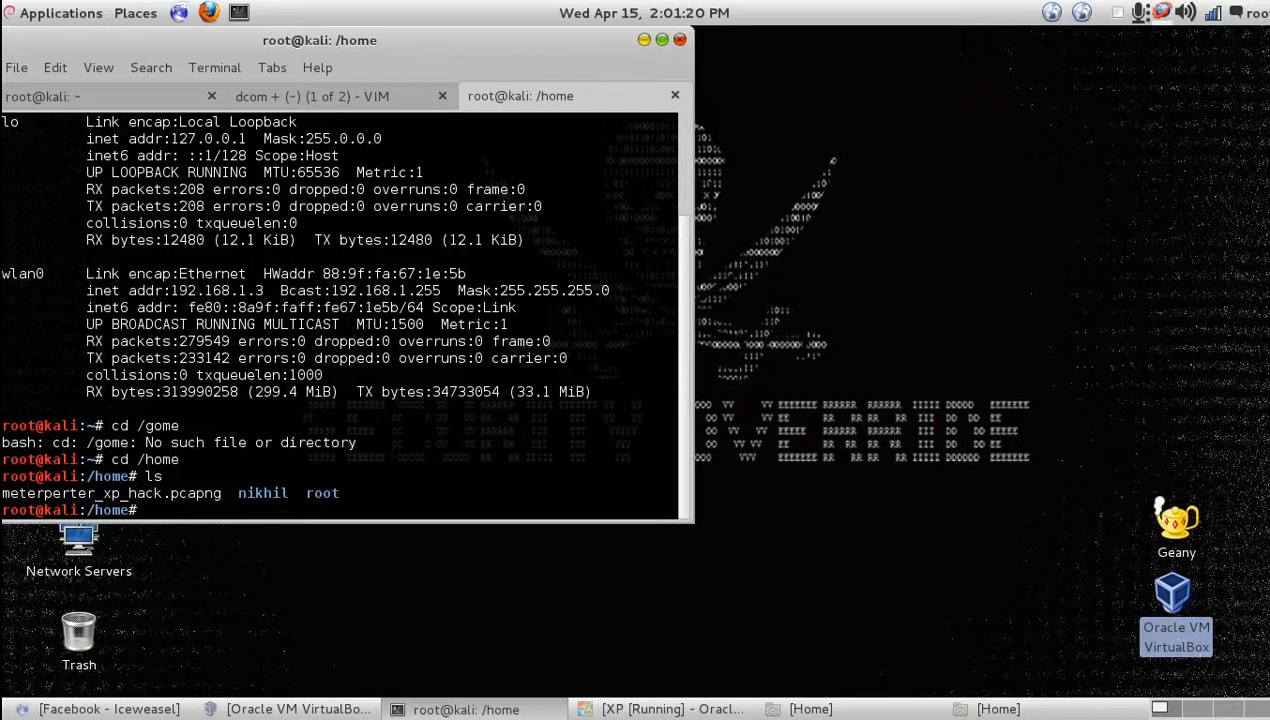 Applications Places Wed Apr 15, 2:01:20 PM root
root@kali: /home
File Edit View Search Terminal Tabs Help
root@kali: ~ dcom + (~) (1 of 2) - VIM root@kali: /home
lo Link encap:Local Loopback
inet addr:127.0.0.1 Mask:255.0.0.0
inet6 addr: ::1/128 Scope:Host
UP LOOPBACK RUNNING MTU:65536 Metric:1
RX packets:208 errors:0 dropped:0 overruns:0 frame:0
TX packets:208 errors:0 dropped:0 overruns:0 carrier:0
collisions:0 txqueuelen:0
RX bytes:12480 (12.1 KiB) TX bytes:12480 (12.1 KiB)
wlan0 Link encap:Ethernet HWaddr 88:9f:fa:67:1e:5b
inet addr:192.168.1.3 Bcast:192.168.1.255 Mask:255.255.255.0
inet6 addr: fe80::8a9f:faff:fe67:1e5b/64 Scope:Link
UP BROADCAST RUNNING MULTICAST MTU:1500 Metric:1
RX packets:279549 errors:0 dropped:0 overruns:0 frame:0
TX packets:233142 errors:0 dropped:0 overruns:0 carrier:0
collisions:0 txqueuelen:1000
RX bytes:313990258 (299.4 MiB) TX bytes:34733054 (33.1 MiB)
root@kali:~# cd /gome
bash: cd: /gome: No such file or directory
root@kali:~# cd /home
root@kali:/home# ls
meterperter_xp_hack.pcapng nikhil root
root@kali:/home#
OVERRIDE
Network Servers
Trash
Geany
Oracle VM
VirtualBox
[Facebook - Iceweasel] [Oracle VM VirtualBo... root@kali: /home [XP [Running] - Oracl... [Home] [Home]